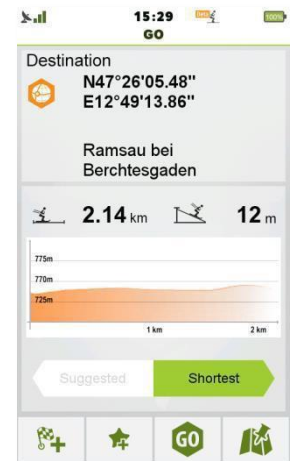 15:29
Beta
100%
GO
Destination
N47°26'05.48"
E12°49'13.86"
Ramsau bei
Berchtesgaden
2.14 km 12 m
775m
770m
725m
1 km 2 km
Suggested Shortest
GO